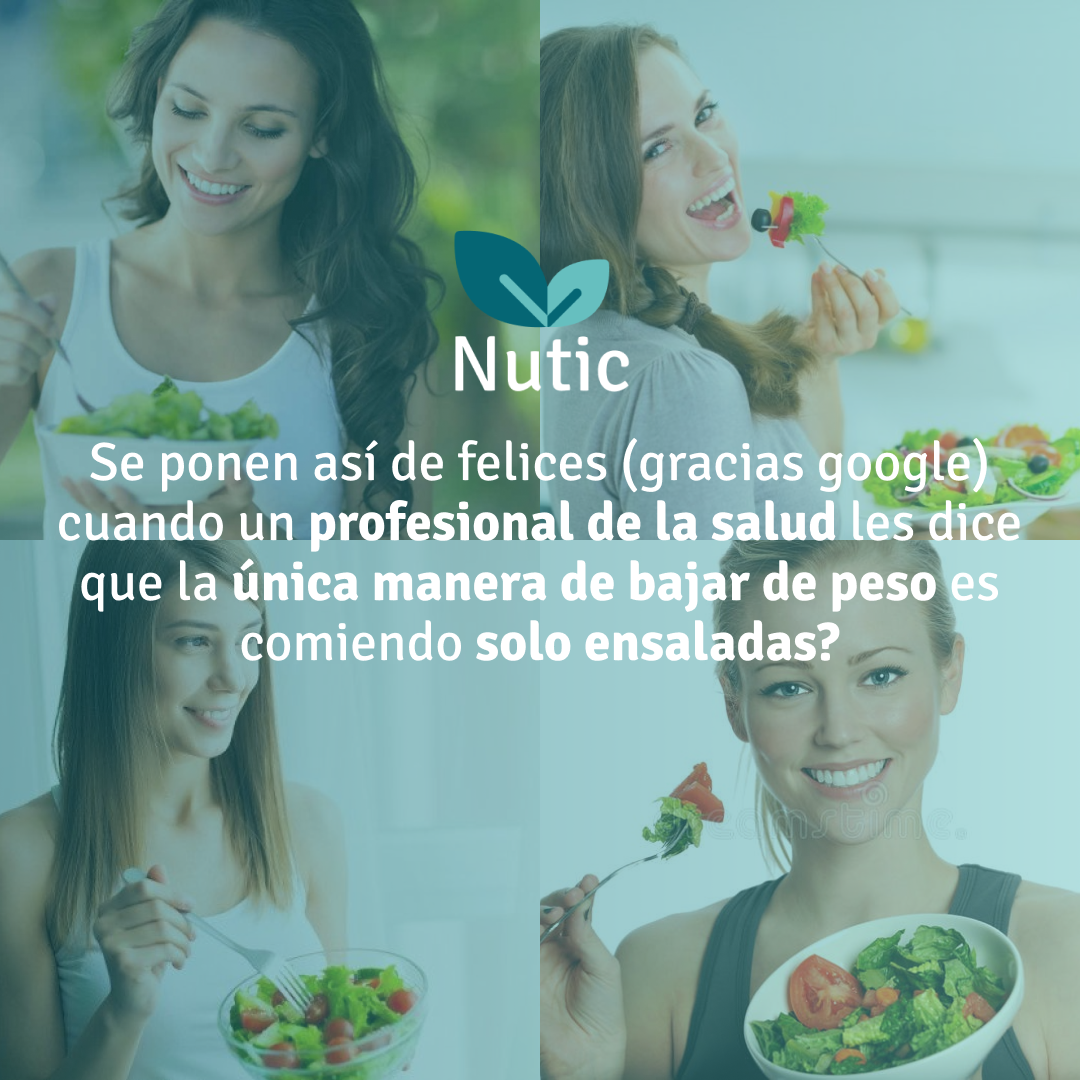 Nutic
Se ponen así de felices (gracias google)
cuando un profesional de la salud les dice
que la única manera de bajar de peso es
comiendo solo ensaladas?
dreamstime.